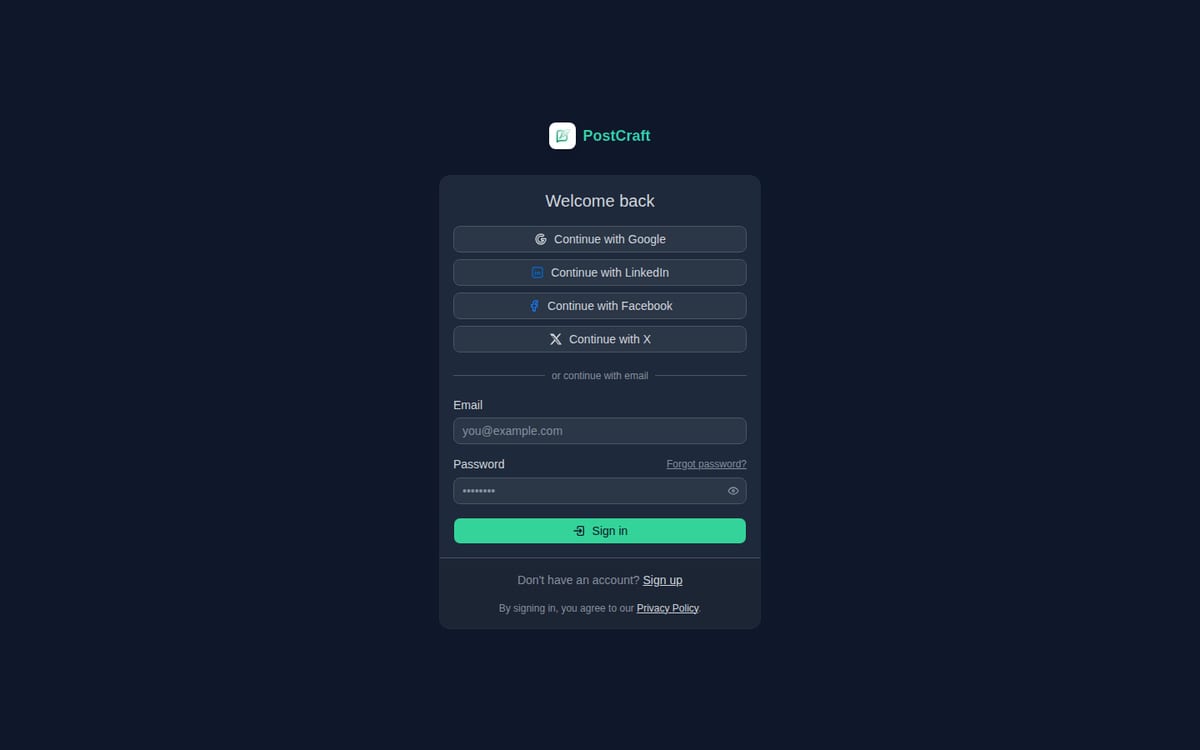 PostCraft
Welcome back
Continue with Google
Continue with LinkedIn
Continue with Facebook
Continue with X
or continue with email
Email
you@example.com
Password Forgot password?
••••••••
Sign in
Don't have an account? Sign up
By signing in, you agree to our Privacy Policy.